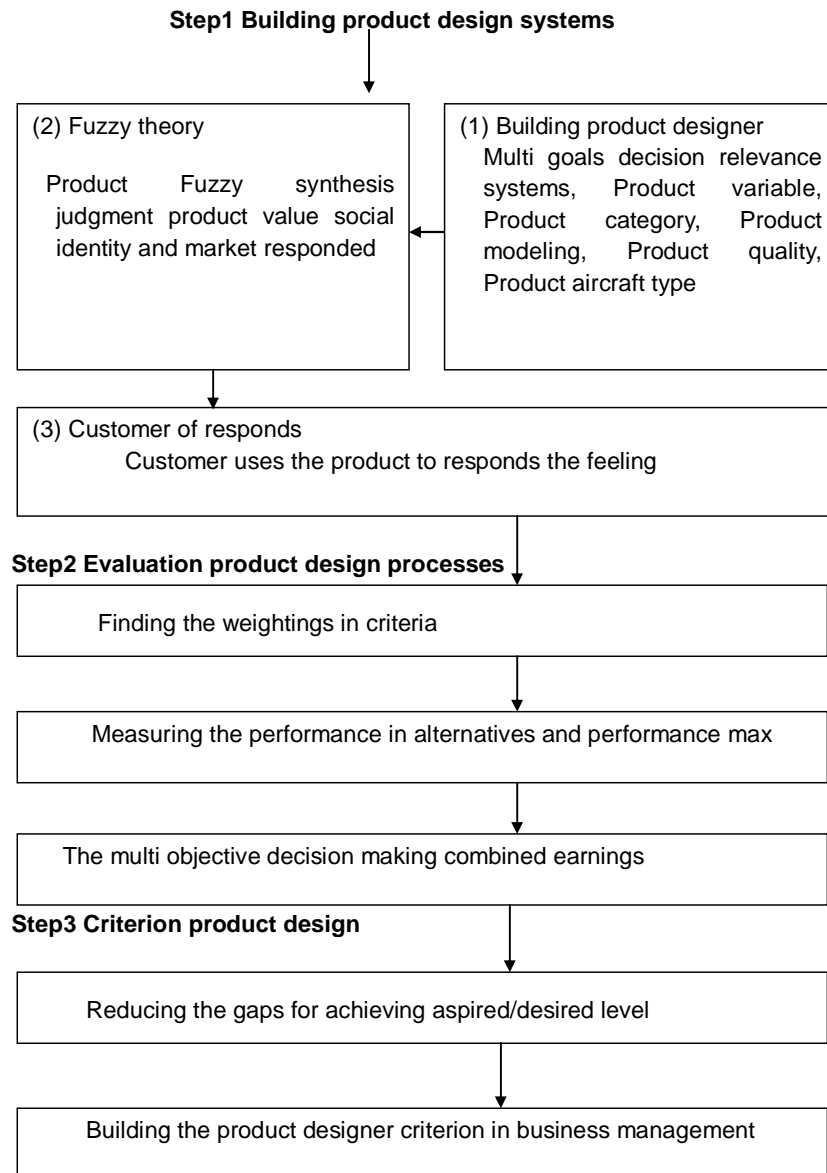 Step1 Building product design systems
(2) Fuzzy theory
Product Fuzzy synthesis
judgment product value social
identity and market responded
(1) Building product designer
Multi goals decision relevance
systems, Product variable,
Product category, Product
modeling, Product quality,
Product aircraft type
(3) Customer of responds
Customer uses the product to responds the feeling
Step2 Evaluation product design processes
Finding the weightings in criteria
Measuring the performance in alternatives and performance max
The multi objective decision making combined earnings
Step3 Criterion product design
Reducing the gaps for achieving aspired/desired level
Building the product designer criterion in business management